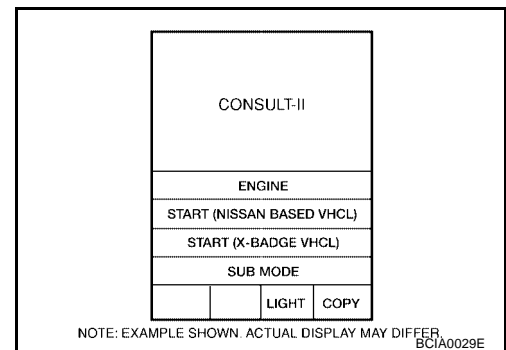 CONSULT-II
ENGINE
START (NISSAN BASED VHCL)
START (X-BADGE VHCL)
SUB MODE
LIGHT COPY
NOTE: EXAMPLE SHOWN. ACTUAL DISPLAY MAY DIFFER.
BCIA0029E